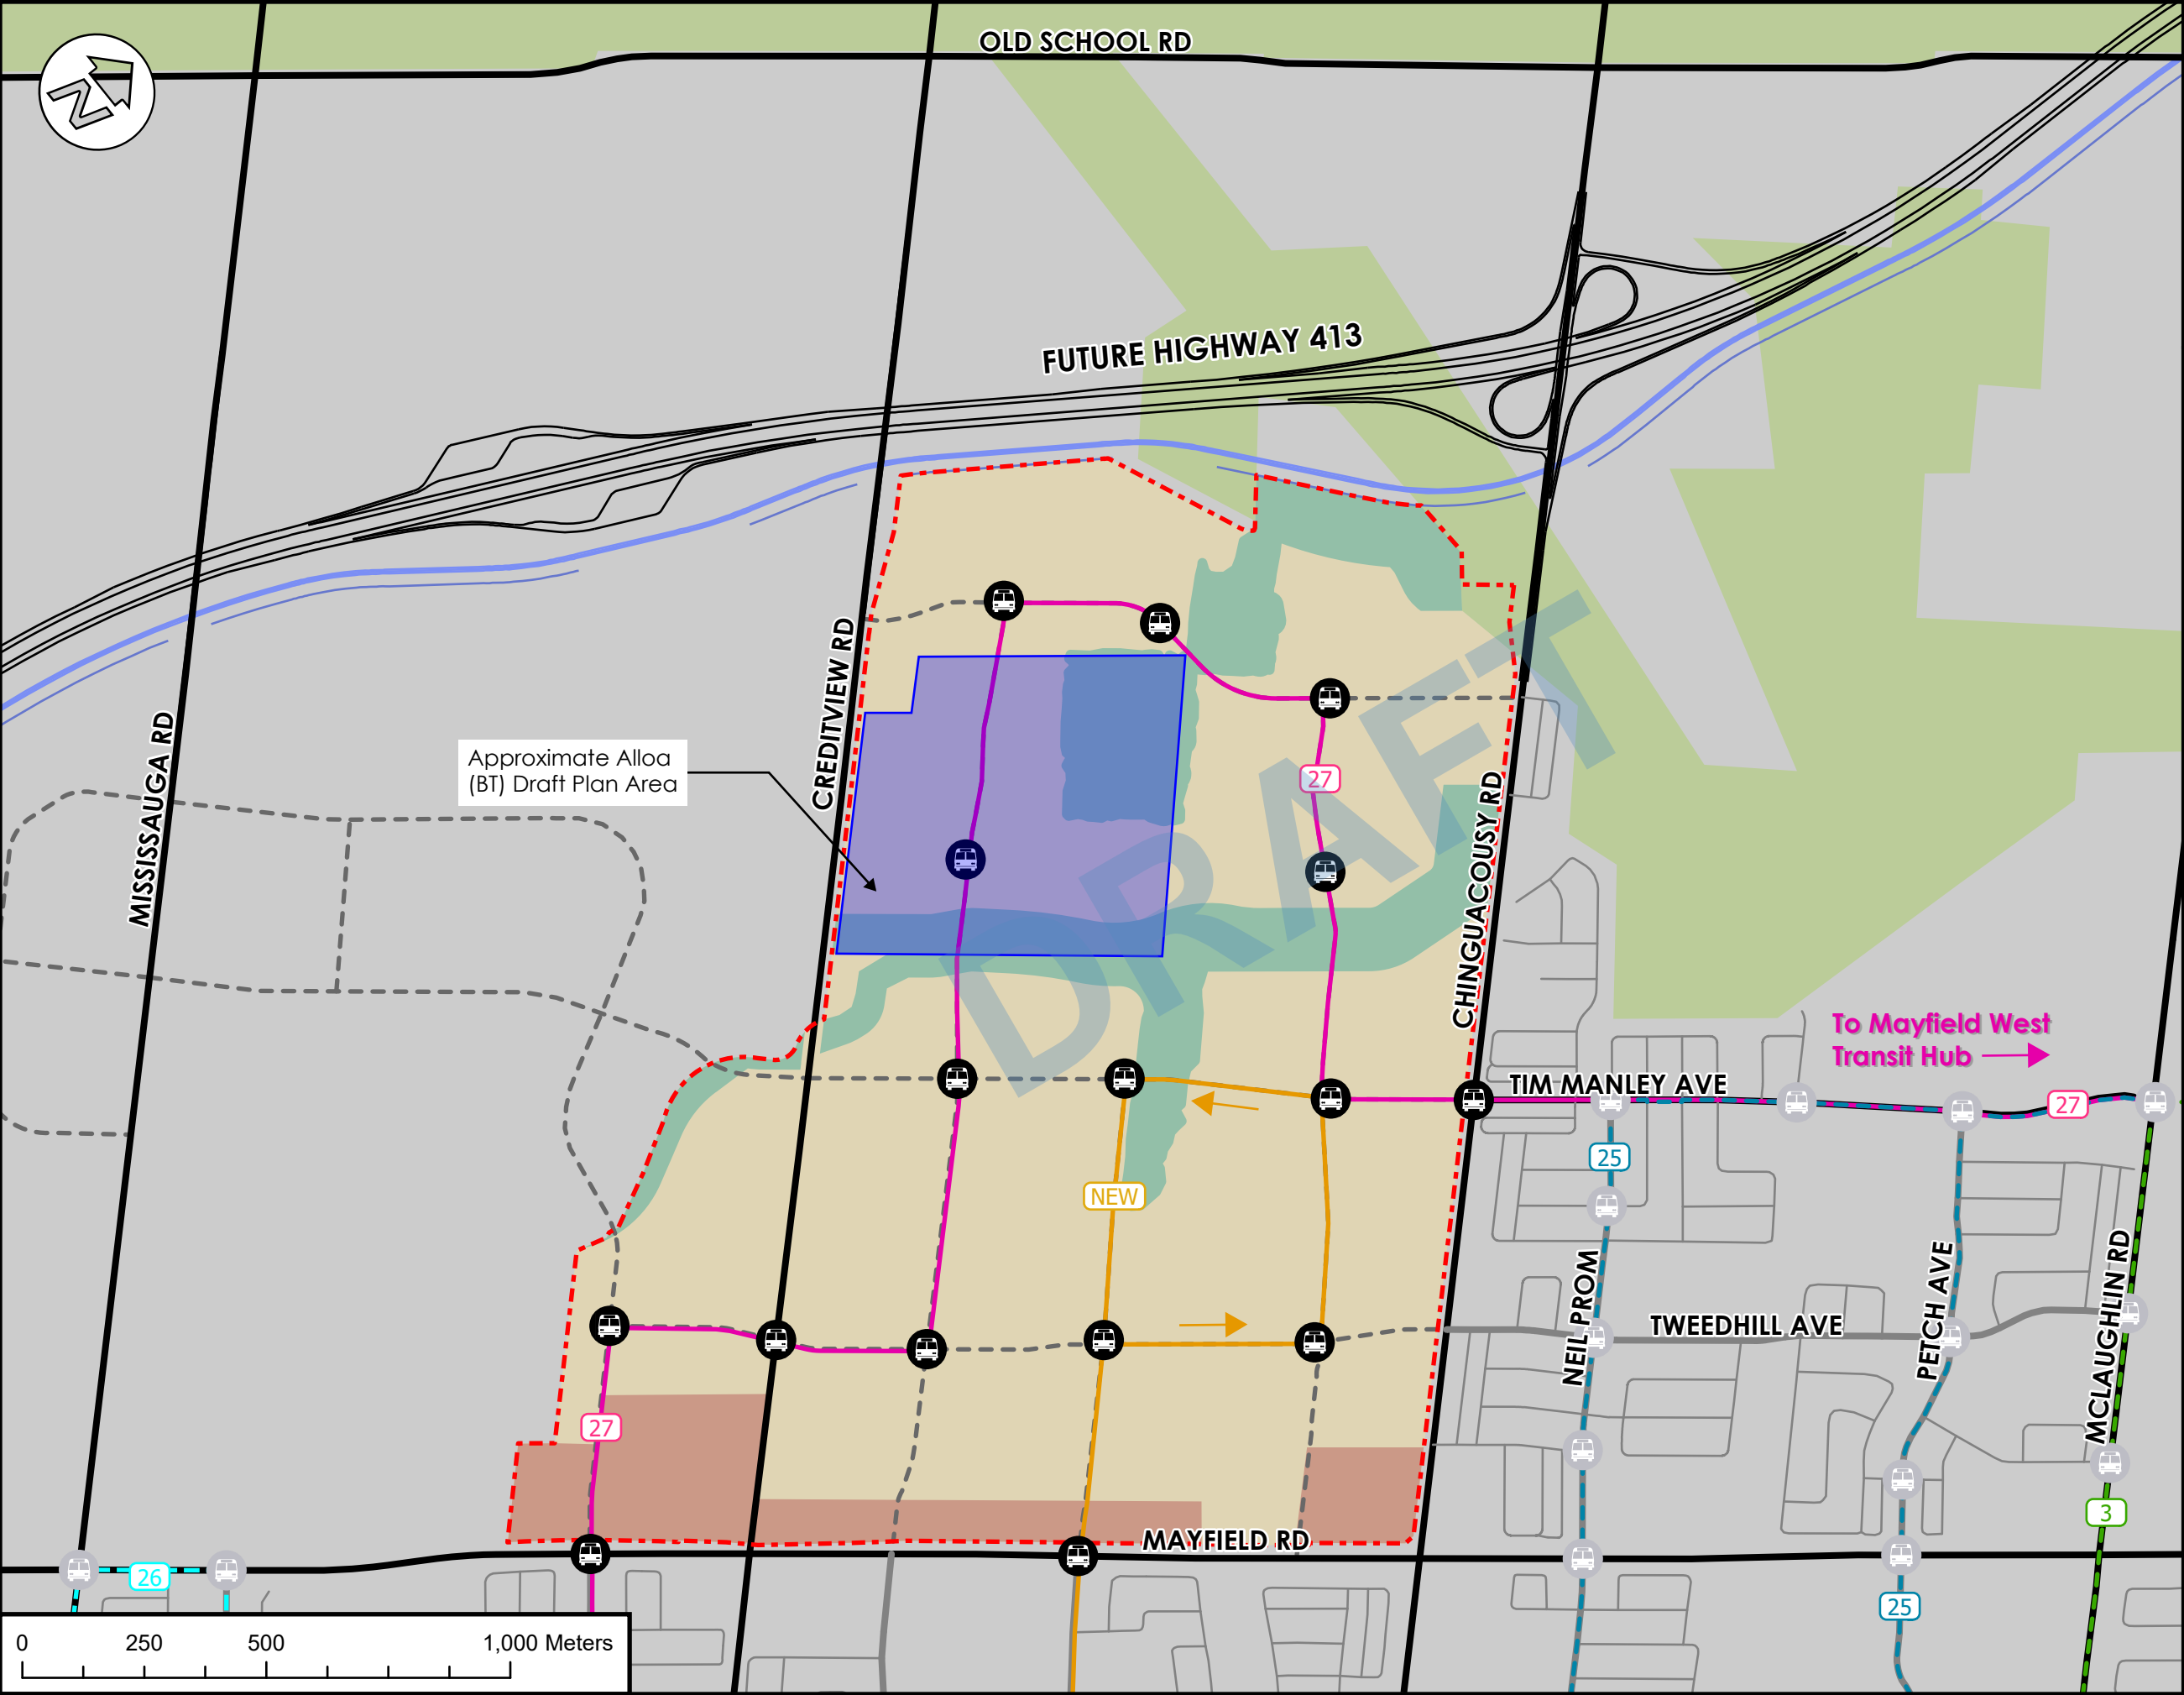 OLD SCHOOL RD
N
FUTURE HIGHWAY 413
CREDITVIEW RD
MISSISSAUGA RD
Approximate Alloa
(BT) Draft Plan Area
27
CHINGUACOUSY RD
DRAFT
To Mayfield West
Transit Hub
TIM MANLEY AVE
27
25
NEW
NEIL PROM
PETCH AVE
MCLAUGHLIN RD
TWEEDHILL AVE
27
3
MAYFIELD RD
26
25
0 250 500 1,000 Meters